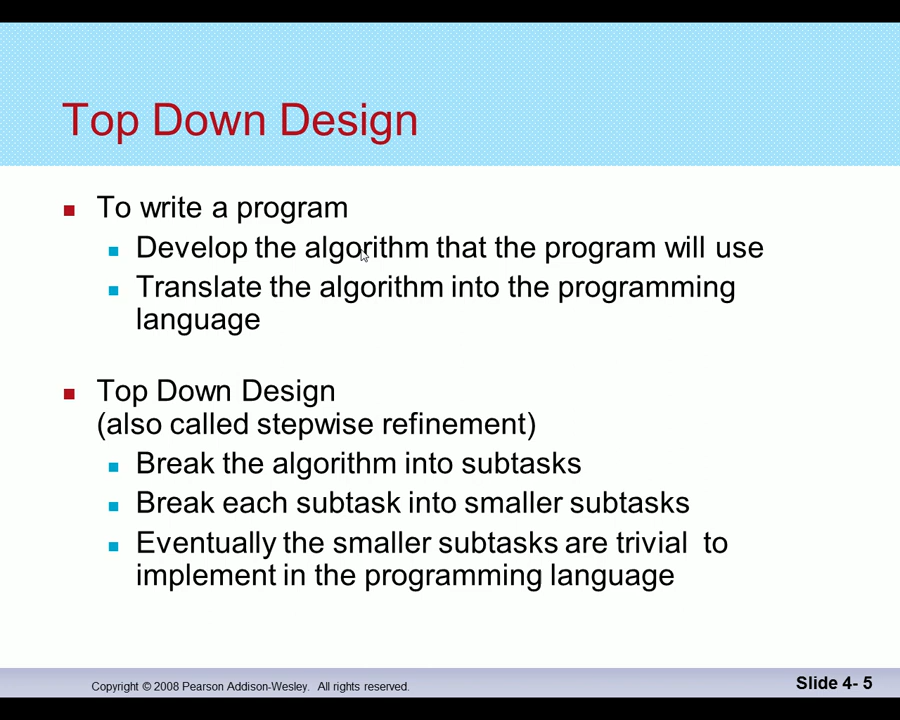 Top Down Design
To write a program
Develop the algorithm that the program will use
Translate the algorithm into the programming
language
Top Down Design
(also called stepwise refinement)
Break the algorithm into subtasks
Break each subtask into smaller subtasks
Eventually the smaller subtasks are trivial  to
implement in the programming language
Copyright © 2008 Pearson Addison-Wesley.  All rights reserved.
Slide 4- 5